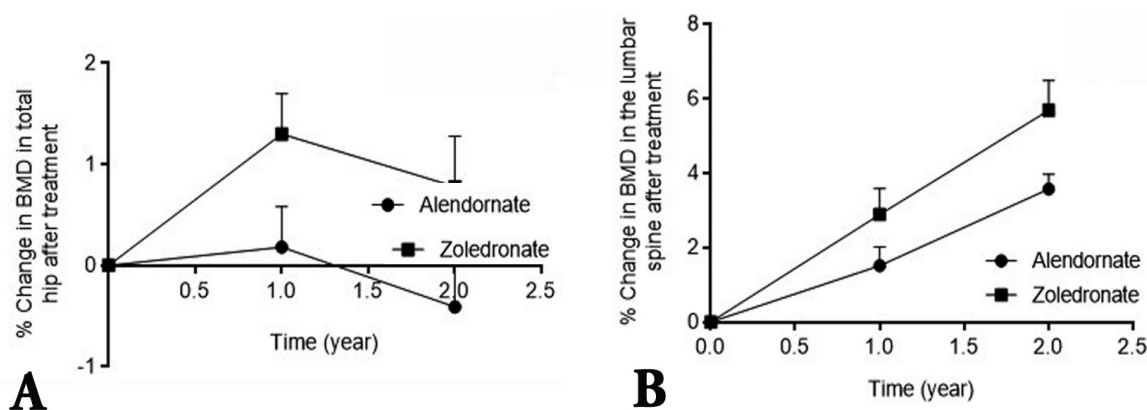 % Change in BMD in total
hip after treatment
2
1
0
-1
0.5
1.0
1.5
2.0
2.5
Time (year)
Alendornate
Zoledronate
A
% Change in BMD in the lumbar
spine after treatment
8
6
4
2
0
0.0
0.5
1.0
1.5
2.0
2.5
Time (year)
Alendornate
Zoledronate
B